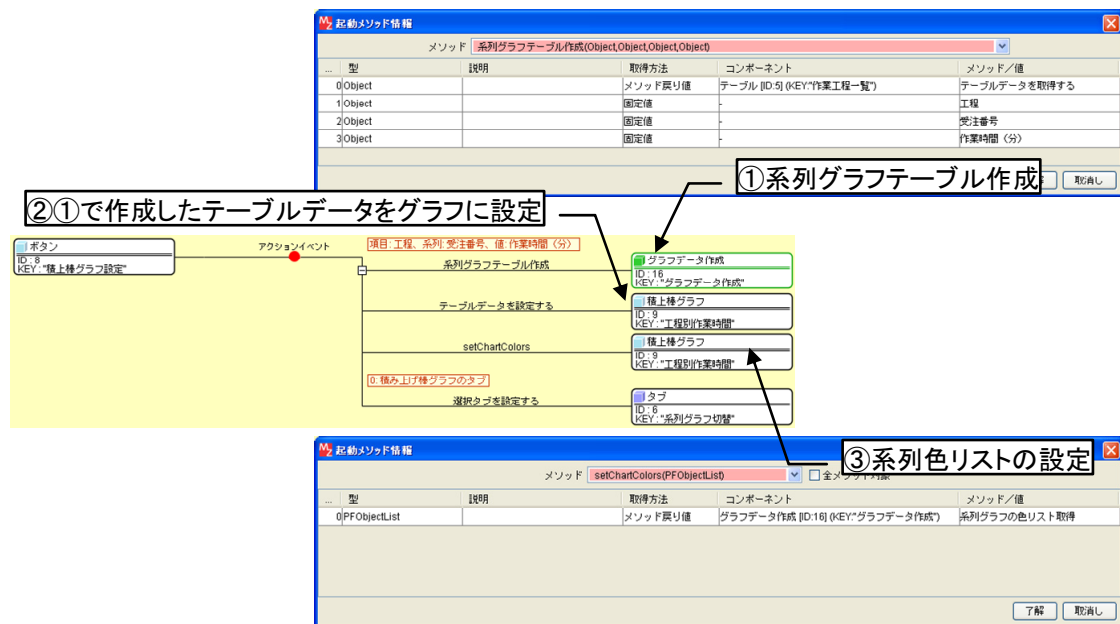 起動メソッド情報
メソッド 系列グラフテーブル作成(Object,Object,Object,Object)
... 型 説明 取得方法 コンポーネント メソッド／値
0 Object メソッド戻り値 テーブル [ID:5] (KEY:"作業工程一覧") テーブルデータを取得する
1 Object 固定値 - 工程
2 Object 固定値 - 受注番号
3 Object 固定値 - 作業時間（分）
取消し
①系列グラフテーブル作成
②①で作成したテーブルデータをグラフに設定
ボタン
ID : 8
KEY : "積上棒グラフ設定"
アクションイベント
項目: 工程、系列: 受注番号、値: 作業時間（分）
系列グラフテーブル作成
グラフデータ作成
ID : 16
KEY : "グラフデータ作成"
テーブルデータを設定する
積上棒グラフ
ID : 9
KEY : "工程別作業時間"
setChartColors
積上棒グラフ
ID : 9
KEY : "工程別作業時間"
0: 積み上げ棒グラフのタブ
選択タブを設定する
タブ
ID : 6
KEY : "系列グラフ切替"
起動メソッド情報
③系列色リストの設定
メソッド setChartColors(PFObjectList) 全メソッド対象
... 型 説明 取得方法 コンポーネント メソッド／値
0 PFObjectList メソッド戻り値 グラフデータ作成 [ID:16] (KEY:"グラフデータ作成") 系列グラフの色リスト取得
了解 取消し